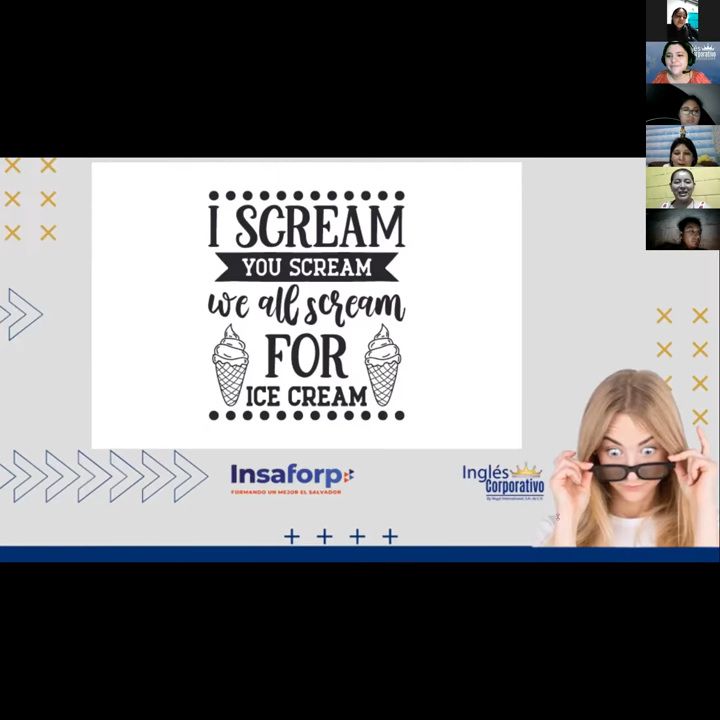 I SCREAM
YOU SCREAM
we all scream
FOR
ICE CREAM
Insaforp
FORMANDO UN MEJOR EL SALVADOR
Inglés
Corporativo